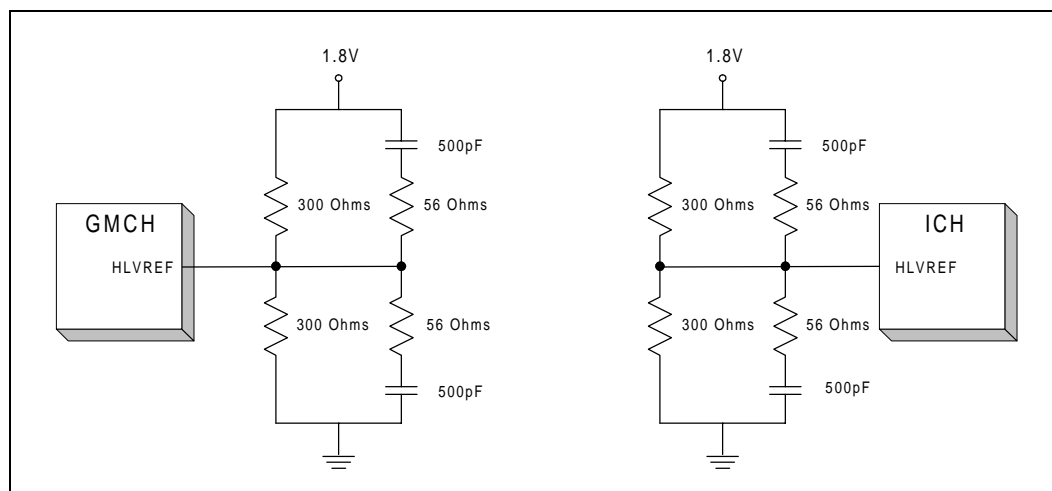 1.8V
500pF
300 Ohms
56 Ohms
GMCH
HLVREF
300 Ohms
56 Ohms
500pF
1.8V
500pF
300 Ohms
56 Ohms
ICH
HLVREF
300 Ohms
56 Ohms
500pF